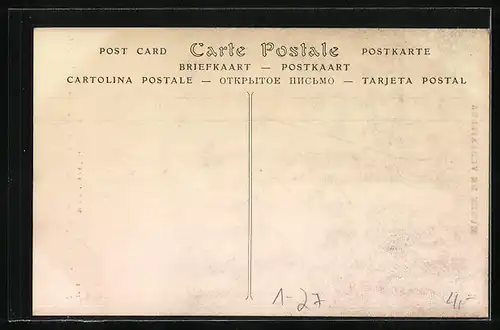 POST CARD Carte Postale POSTKARTE
BRIEFKAART — POSTKAART
CARTOLINA POSTALE — ОТКРЫТОЕ ПИСЬМО — TARJETA POSTAL
1-27
4,-